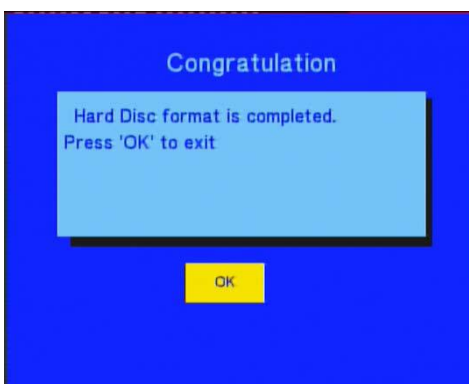 Congratulation
Hard Disc format is completed.
Press 'OK' to exit
OK